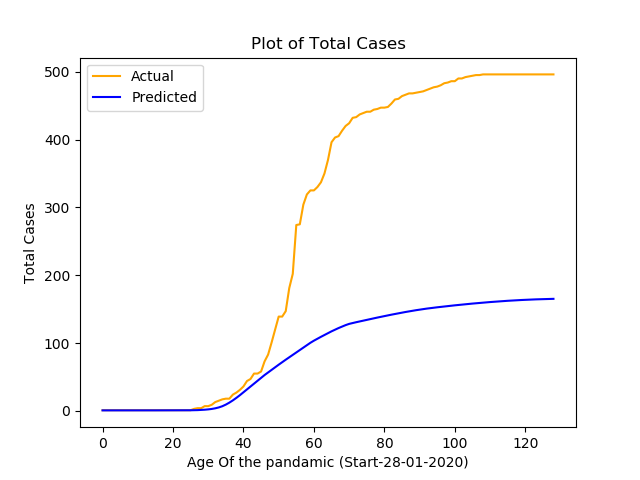 Plot of Total Cases
Actual
Predicted
500
400
300
200
100
0
Total Cases
0 20 40 60 80 100 120
Age Of the pandamic (Start-28-01-2020)